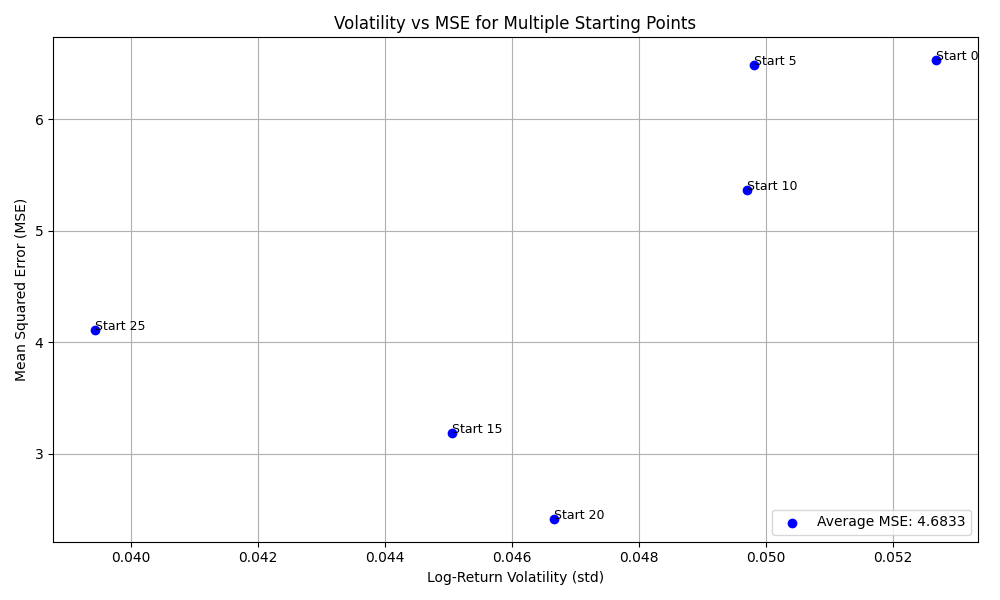 Volatility vs MSE for Multiple Starting Points
Mean Squared Error (MSE)
6
5
4
3
Start 0
Start 5
Start 10
Start 25
Start 15
Start 20
Average MSE: 4.6833
0.040
0.042
0.044
0.046
0.048
0.050
0.052
Log-Return Volatility (std)